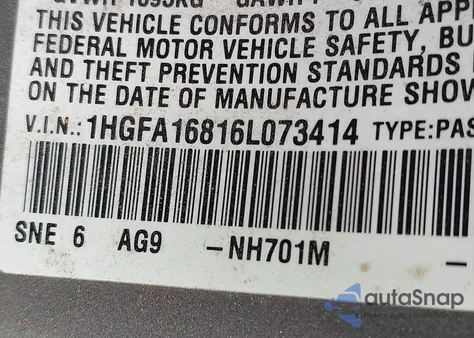 THIS VEHICLE CONFORMS TO ALL APP
FEDERAL MOTOR VEHICLE SAFETY, BU
AND THEFT PREVENTION STANDARDS
ON THE DATE OF MANUFACTURE SHOW
V.I.N.: 1HGFA16816L073414 TYPE:PAS
SNE 6 AG9 -NH701M -
autoSnap